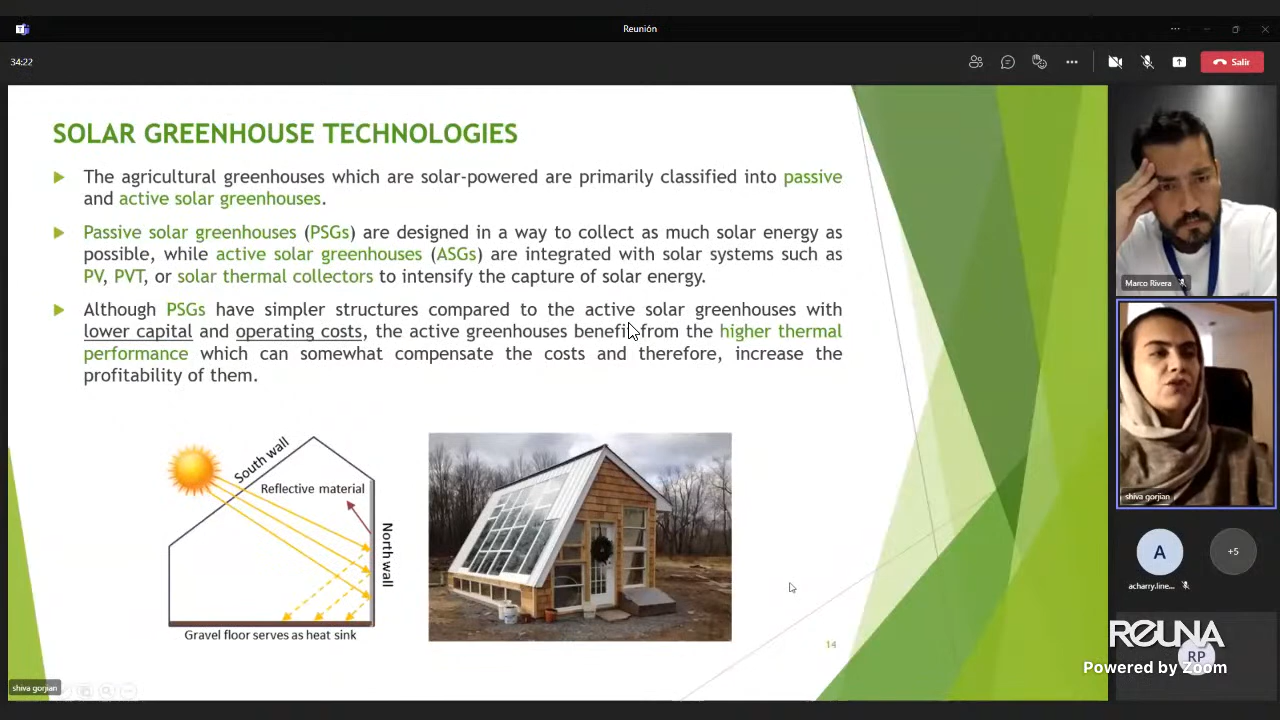 Reunión
34:22
Salir
SOLAR GREENHOUSE TECHNOLOGIES
The agricultural greenhouses which are solar-powered are primarily classified into passive
and active solar greenhouses.
Passive solar greenhouses (PSGs) are designed in a way to collect as much solar energy as
possible, while active solar greenhouses (ASGs) are integrated with solar systems such as
PV, PVT, or solar thermal collectors to intensify the capture of solar energy.
Although PSGs have simpler structures compared to the active solar greenhouses with
lower capital and operating costs, the active greenhouses benefit from the higher thermal
performance which can somewhat compensate the costs and therefore, increase the
profitability of them.
South wall
Reflective material
North wall
Gravel floor serves as heat sink
14
shiva gorjian
Marco Rivera
shiva gorjian
A
+5
acharry.line...
REUNA
RP
Powered by Zoom